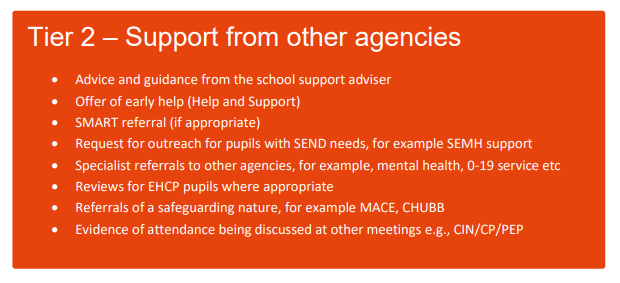 Tier 2 – Support from other agencies
• Advice and guidance from the school support adviser
• Offer of early help (Help and Support)
• SMART referral (if appropriate)
• Request for outreach for pupils with SEND needs, for example SEMH support
• Specialist referrals to other agencies, for example, mental health, 0-19 service etc
• Reviews for EHCP pupils where appropriate
• Referrals of a safeguarding nature, for example MACE, CHUBB
• Evidence of attendance being discussed at other meetings e.g., CIN/CP/PEP